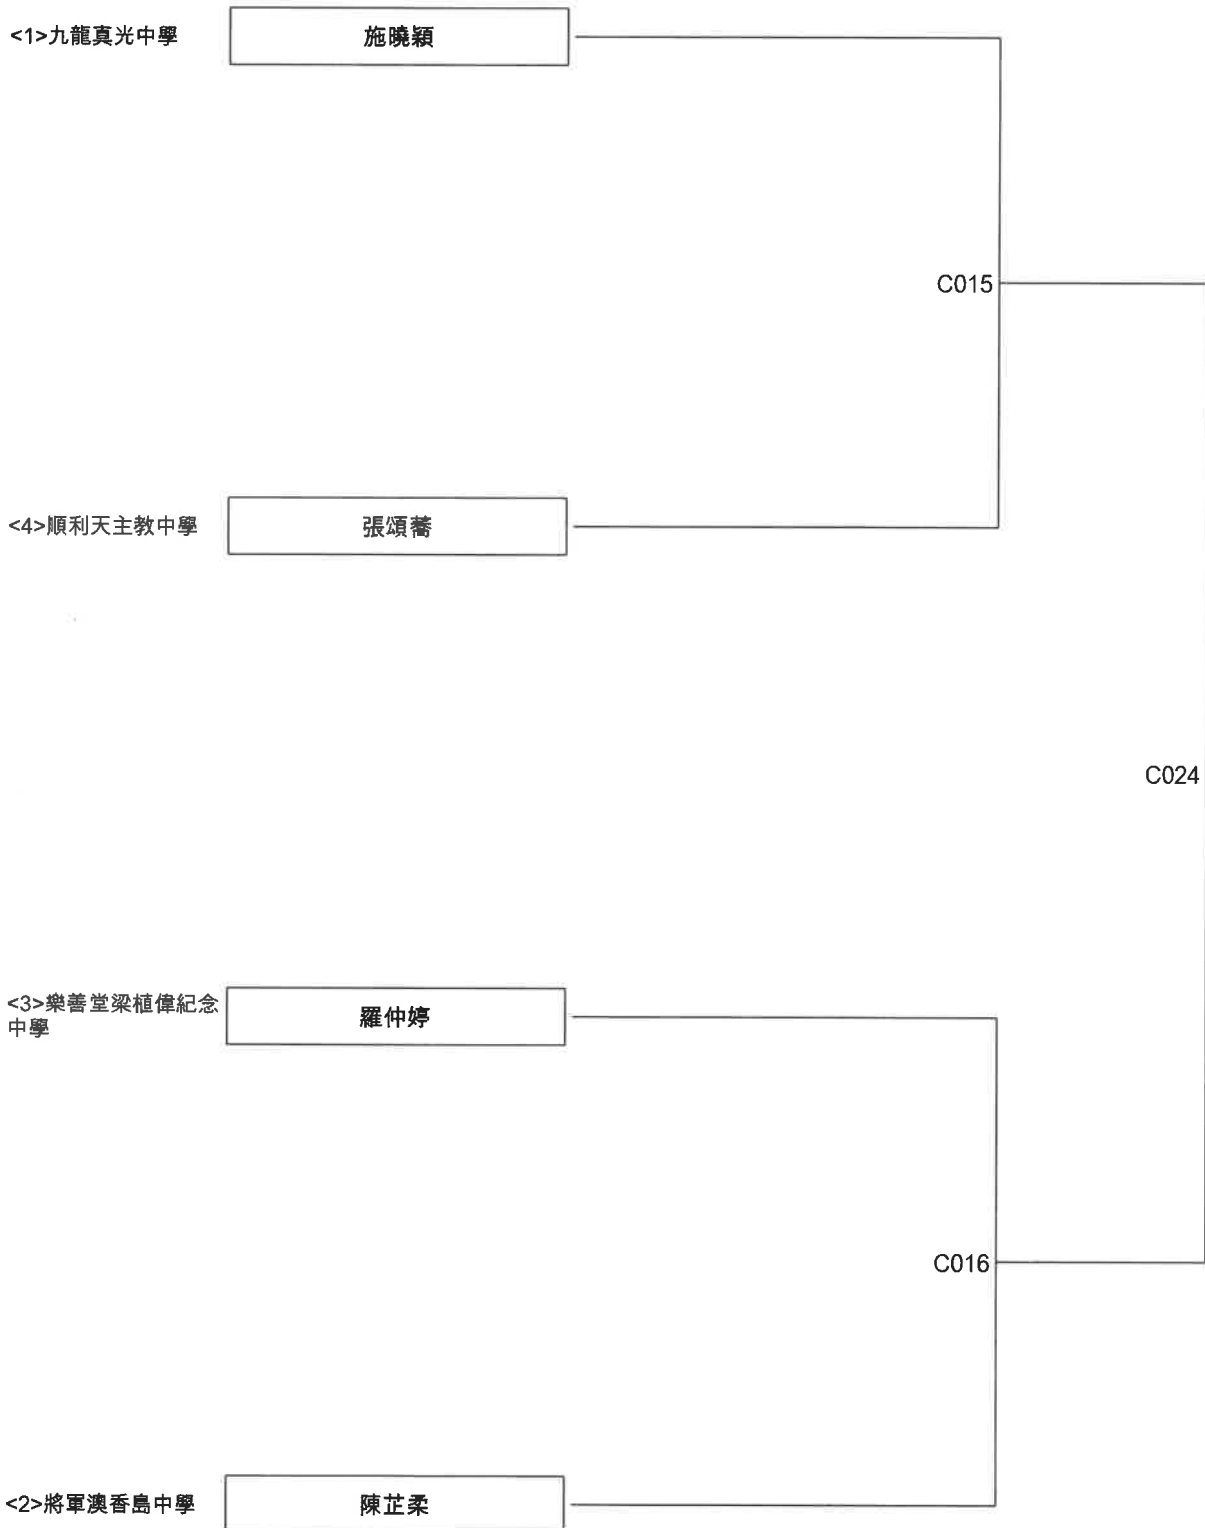 <1>九龍真光中學
施曉穎
C015
<4>順利天主教中學
張頌蕎
C024
<3>樂善堂梁植偉紀念
中學
羅仲婷
C016
<2>將軍澳香島中學
陳芷柔